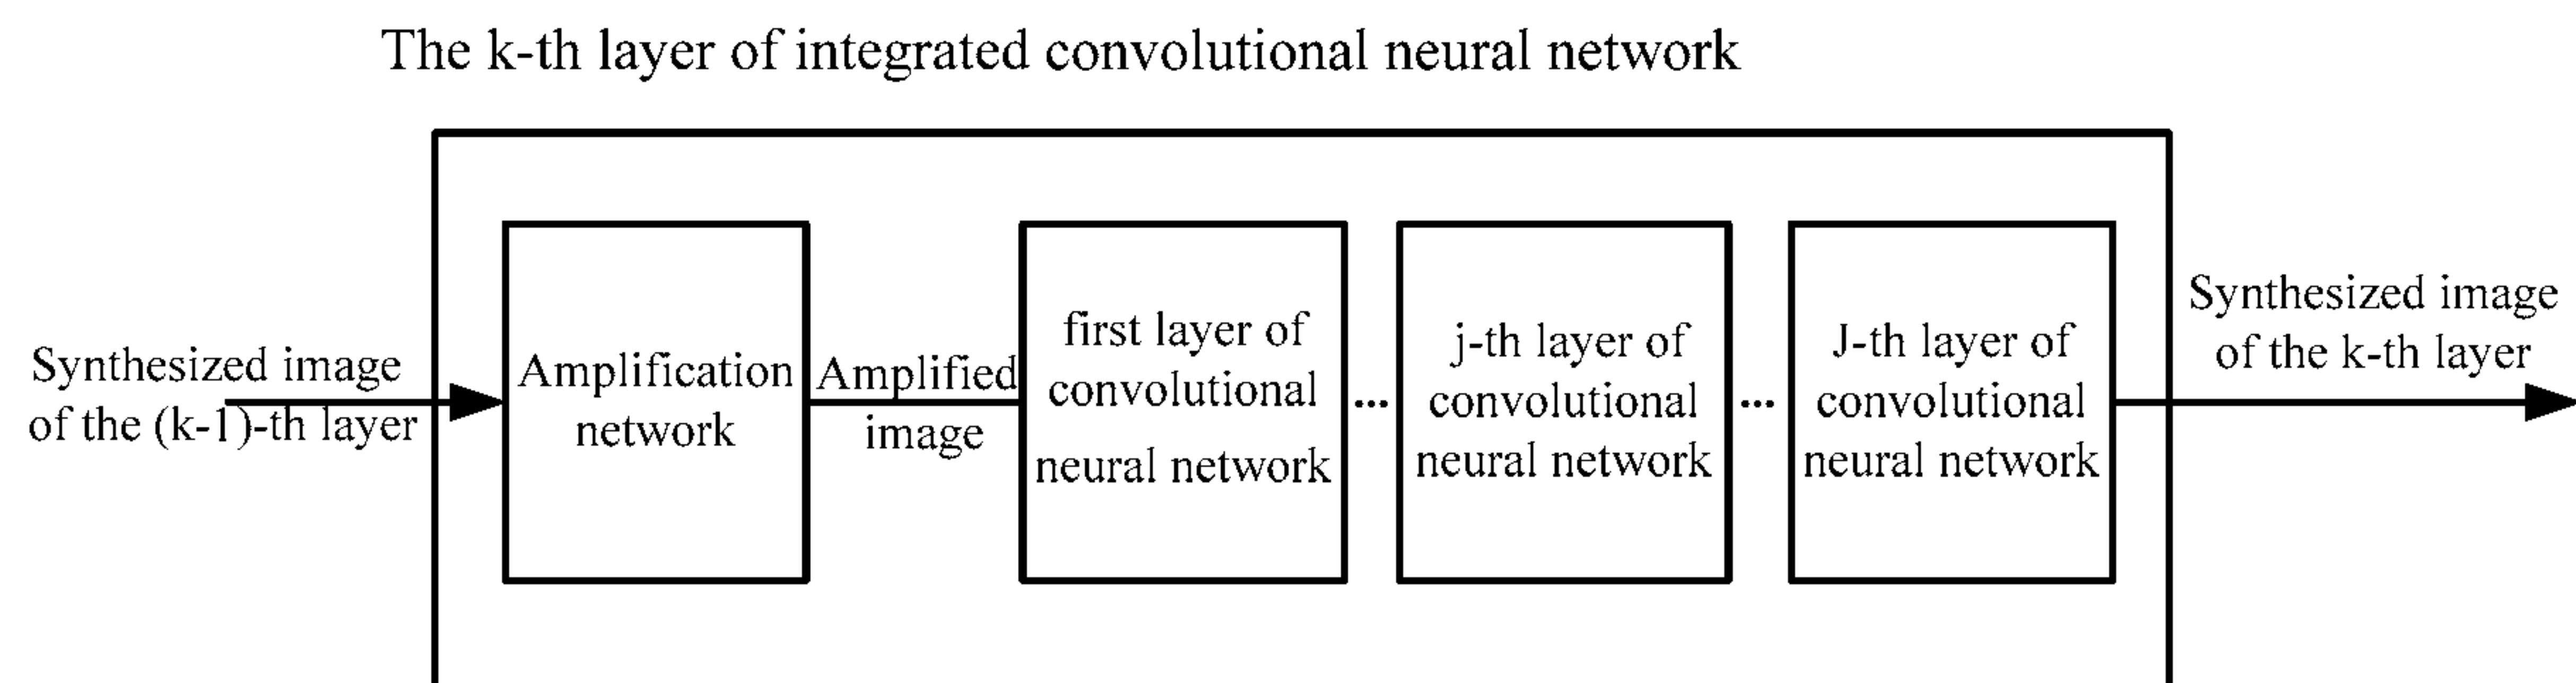 The k-th layer of integrated convolutional neural network
Synthesized image
of the (k-1)-th layer
Amplification
network
Amplified
image
first layer of
convolutional
neural network
...
j-th layer of
convolutional
neural network
...
J-th layer of
convolutional
neural network
Synthesized image
of the k-th layer